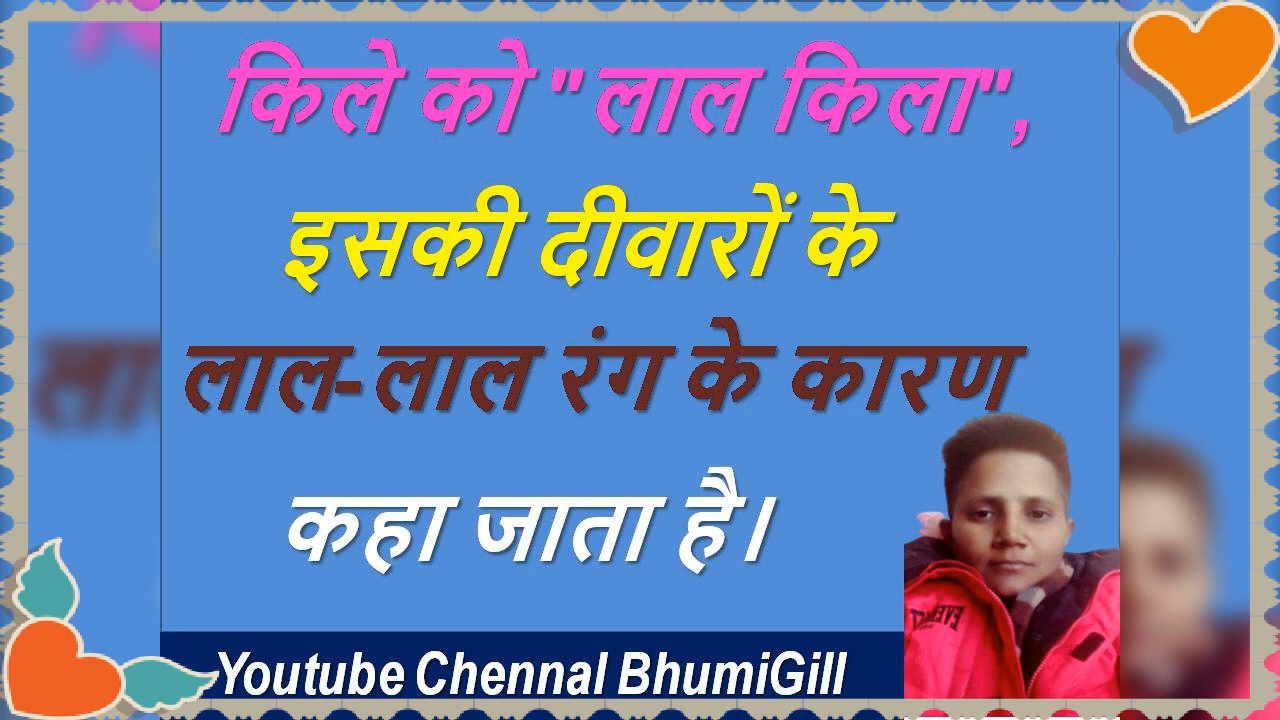 किले को "लाल किला",
इसकी दीवारों के
लाल-लाल रंग के कारण
कहा जाता है।
Youtube Chennal BhumiGill